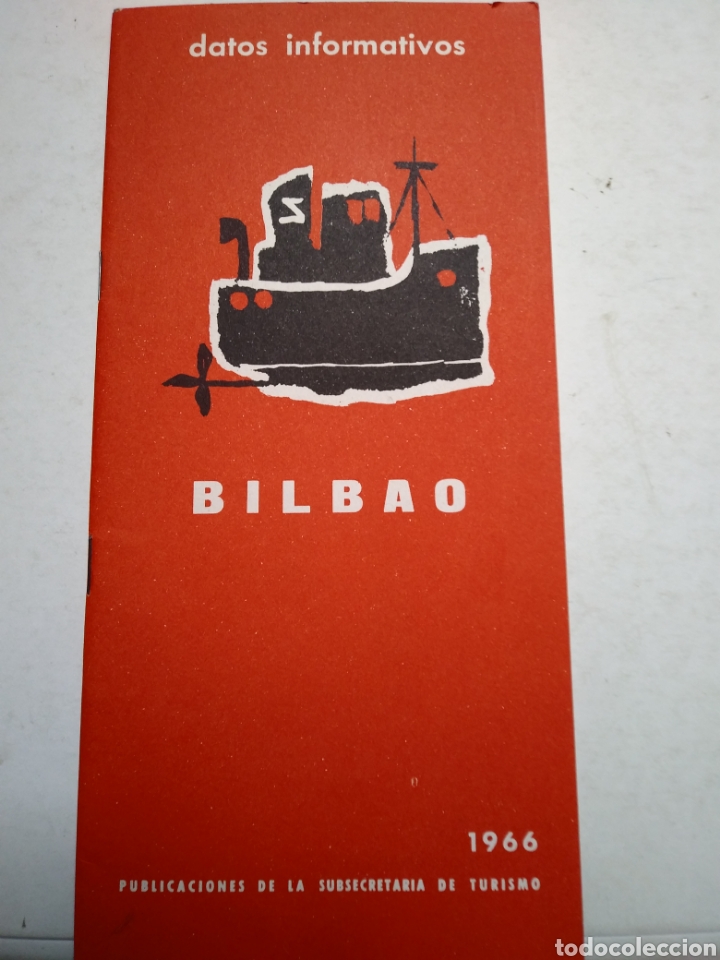 datos informativos
Z
BILBAO
1966
PUBLICACIONES DE LA SUBSECRETARIA DE TURISMO
todocoleccion